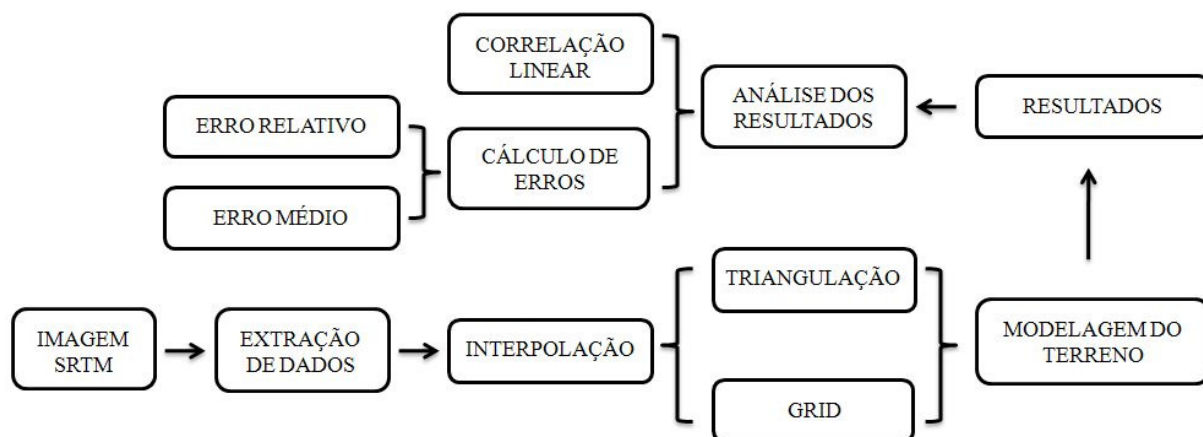 CORRELAÇÃO
LINEAR
ERRO RELATIVO
ANÁLISE DOS
RESULTADOS
RESULTADOS
CÁLCULO DE
ERROS
ERRO MÉDIO
TRIANGULAÇÃO
IMAGEM
SRTM
EXTRAÇÃO
DE DADOS
INTERPOLAÇÃO
MODELAGEM DO
TERRENO
GRID